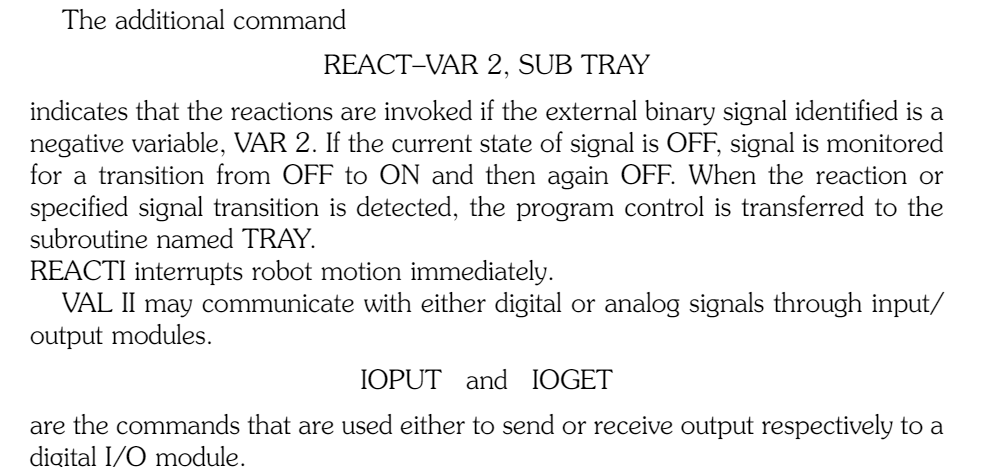 The additional command
REACT–VAR 2, SUB TRAY
indicates that the reactions are invoked if the external binary signal identified is a
negative variable, VAR 2. If the current state of signal is OFF, signal is monitored
for a transition from OFF to ON and then again OFF. When the reaction or
specified signal transition is detected, the program control is transferred to the
subroutine named TRAY.
REACTI interrupts robot motion immediately.
VAL II may communicate with either digital or analog signals through input/
output modules.
IOPUT and IOGET
are the commands that are used either to send or receive output respectively to a
digital I/O module.